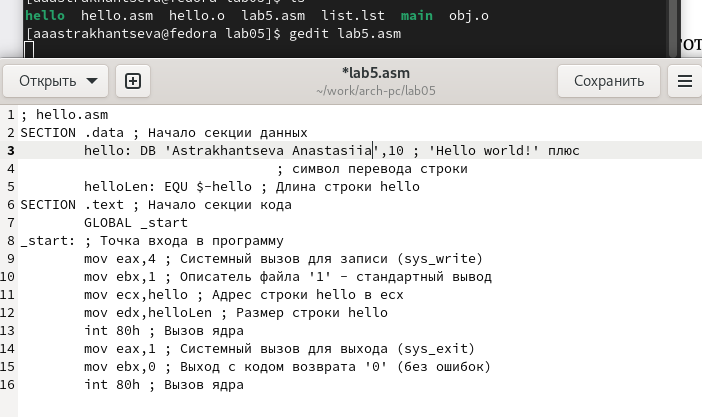 [aaastrakhantseva@fedora lab05]$ ls
hello hello.asm hello.o lab5.asm list.lst main obj.o
[aaastrakhantseva@fedora lab05]$ gedit lab5.asm
Открыть
*lab5.asm
~/work/arch-pc/lab05
Сохранить
1 ; hello.asm
2 SECTION .data ; Начало секции данных
3 hello: DB 'Astrakhantseva Anastasiia',10 ; 'Hello world!' плюс
4 ; символ перевода строки
5 helloLen: EQU $-hello ; Длина строки hello
6 SECTION .text ; Начало секции кода
7 GLOBAL _start
8 _start: ; Точка входа в программу
9 mov eax,4 ; Системный вызов для записи (sys_write)
10 mov ebx,1 ; Описатель файла '1' - стандартный вывод
11 mov ecx,hello ; Адрес строки hello в ecx
12 mov edx,helloLen ; Размер строки hello
13 int 80h ; Вызов ядра
14 mov eax,1 ; Системный вызов для выхода (sys_exit)
15 mov ebx,0 ; Выход с кодом возврата '0' (без ошибок)
16 int 80h ; Вызов ядра